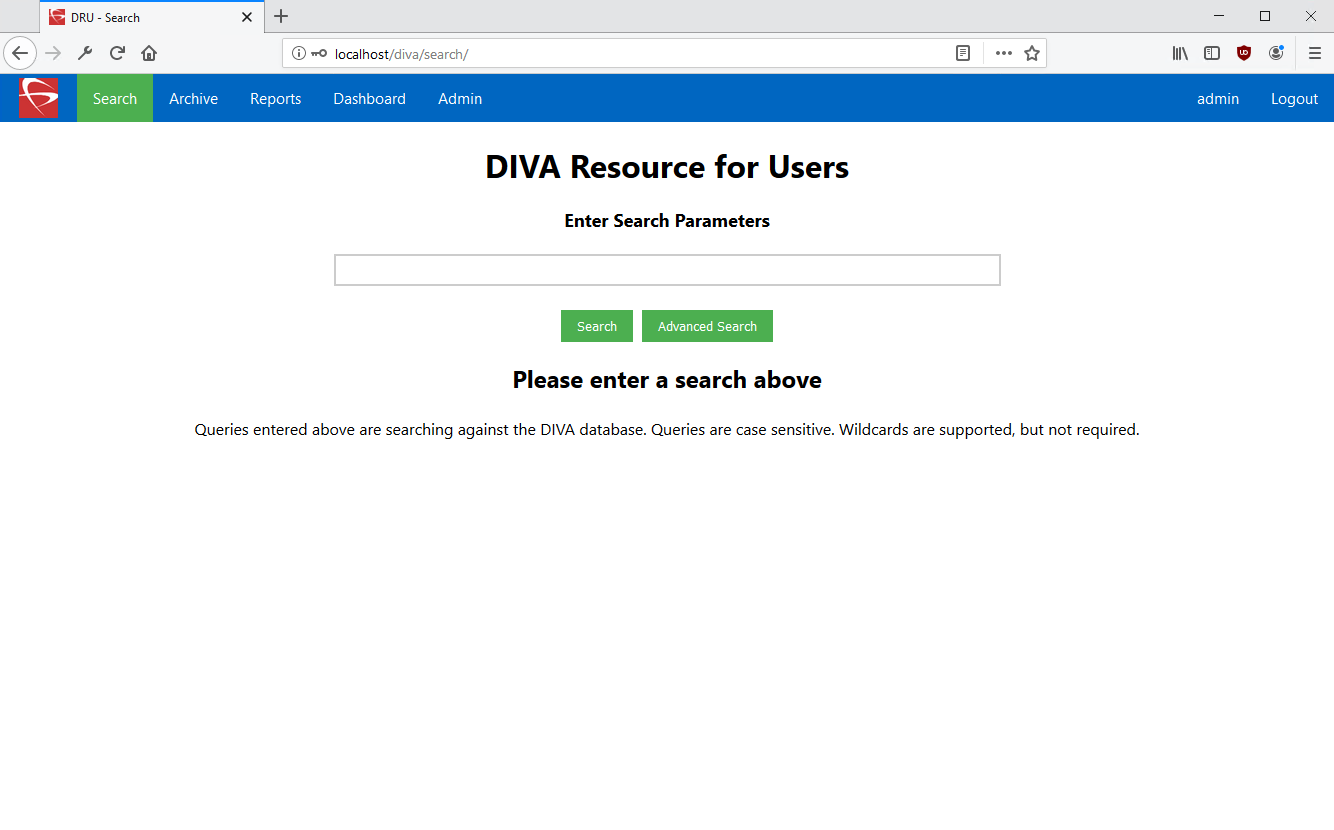 DRU - Search
localhost/diva/search/
Search Archive Reports Dashboard Admin admin Logout
DIVA Resource for Users
Enter Search Parameters
Search Advanced Search
Please enter a search above
Queries entered above are searching against the DIVA database. Queries are case sensitive. Wildcards are supported, but not required.